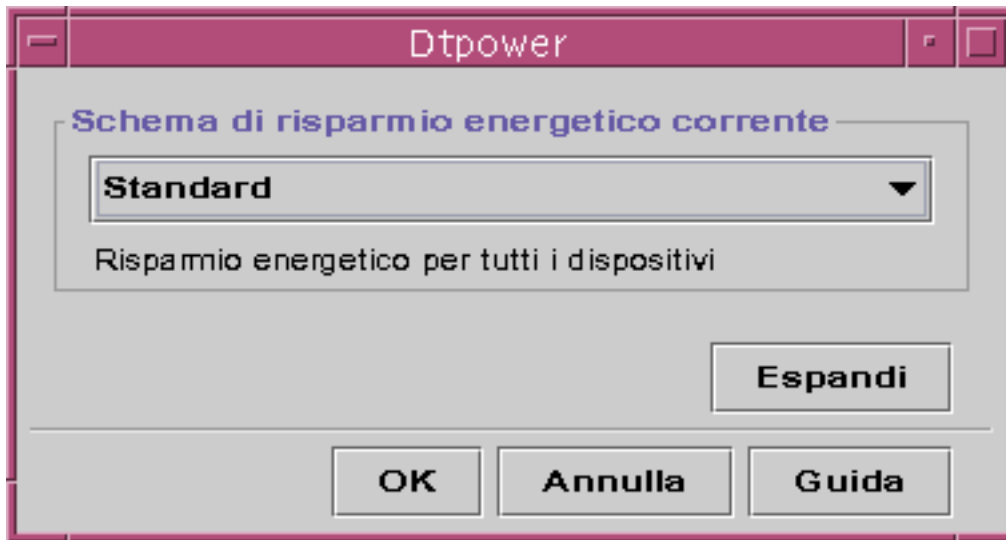 Dtpower
Schema di risparmio energetico corrente
Standard
Risparmio energetico per tutti i dispositivi
Espandi
OK Annulla Guida